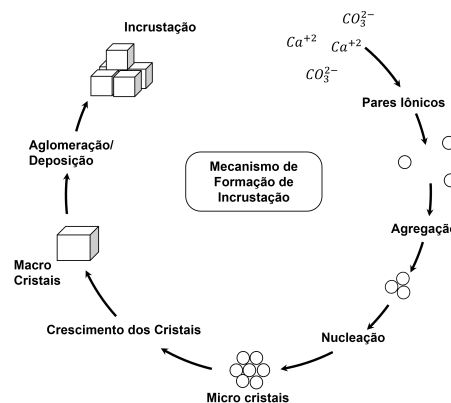 Incrustação
CO₃²⁻
Ca⁺² Ca⁺²
CO₃²⁻
Pares Iônicos
Aglomeração/
Deposição
Mecanismo de
Formação de
Incrustação
Agregação
Macro
Cristais
Crescimento dos Cristais
Nucleação
Micro cristais